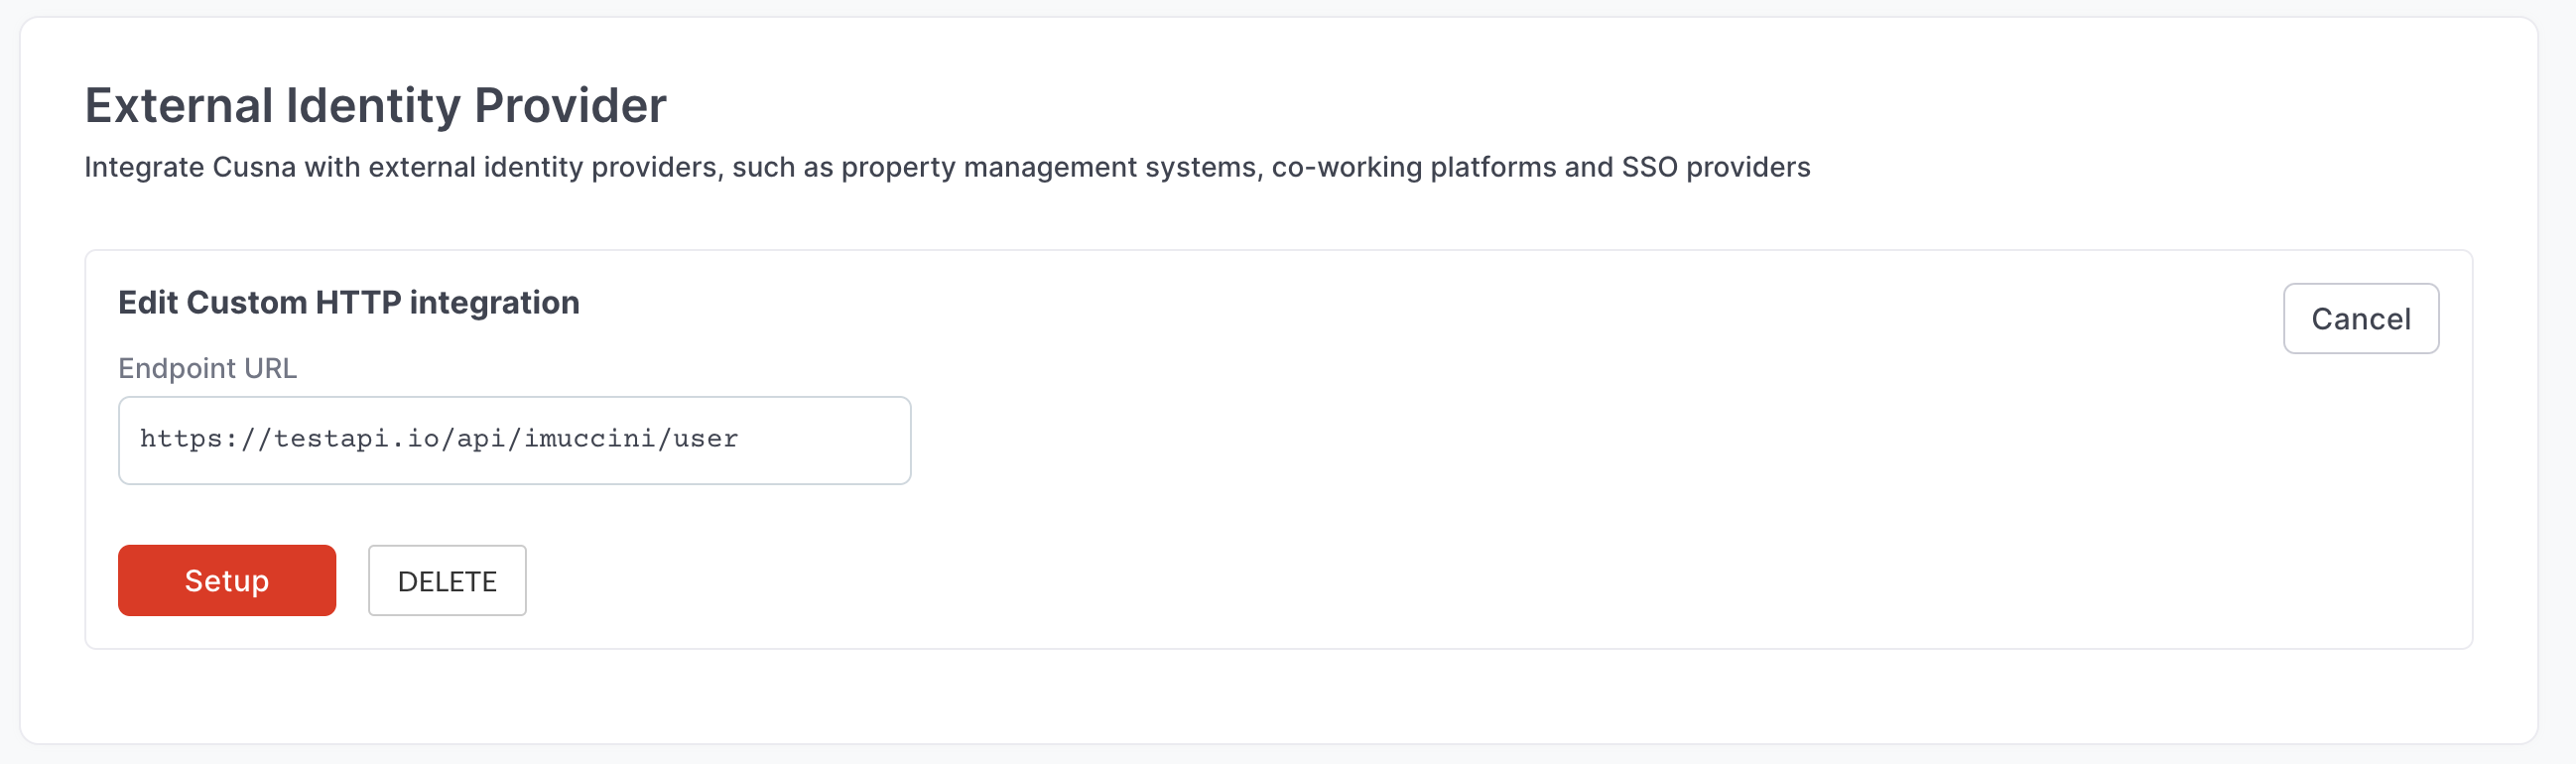 External Identity Provider
Integrate Cusna with external identity providers, such as property management systems, co-working platforms and SSO providers
Edit Custom HTTP integration
Cancel
Endpoint URL
https://testapi.io/api/imuccini/user
Setup
DELETE